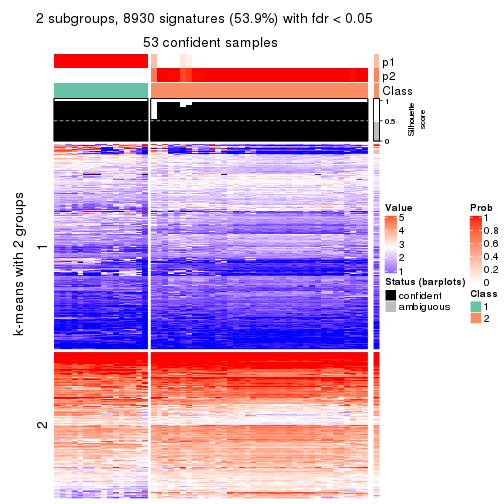 2 subgroups, 8930 signatures (53.9%) with fdr < 0.05
53 confident samples
p1
p2
Class
1
0.5
0
Silhouette
score
k-means with 2 groups
1
2
Value
5
4
3
2
1
Prob
1
0.8
0.6
0.4
0.2
0
Status (barplots)
confident
ambiguous
Class
1
2